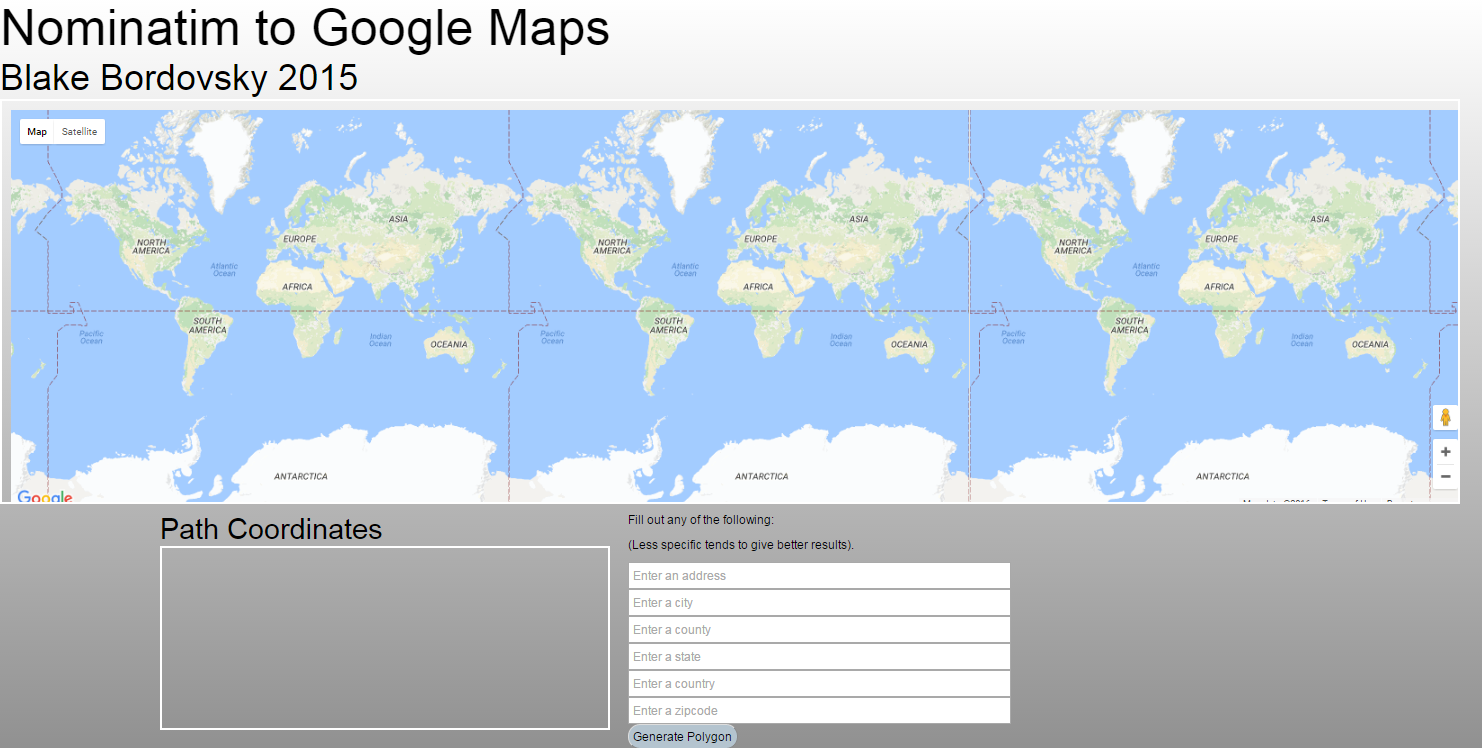 Nominatim to Google Maps
Blake Bordovsky 2015
Map Satellite
ASIA ASIA ASIA
NORTH AMERICA EUROPE NORTH AMERICA EUROPE NORTH AMERICA EUROPE
Atlantic Ocean Atlantic Ocean Atlantic Ocean
AFRICA AFRICA AFRICA
SOUTH AMERICA SOUTH AMERICA SOUTH AMERICA
Pacific Ocean Indian Ocean Pacific Ocean Indian Ocean Pacific Ocean Indian Ocean
OCEANIA OCEANIA OCEANIA
+
ANTARCTICA ANTARCTICA ANTARCTICA −
Google
Path Coordinates
Fill out any of the following:
(Less specific tends to give better results).
Enter an address
Enter a city
Enter a county
Enter a state
Enter a country
Enter a zipcode
Generate Polygon